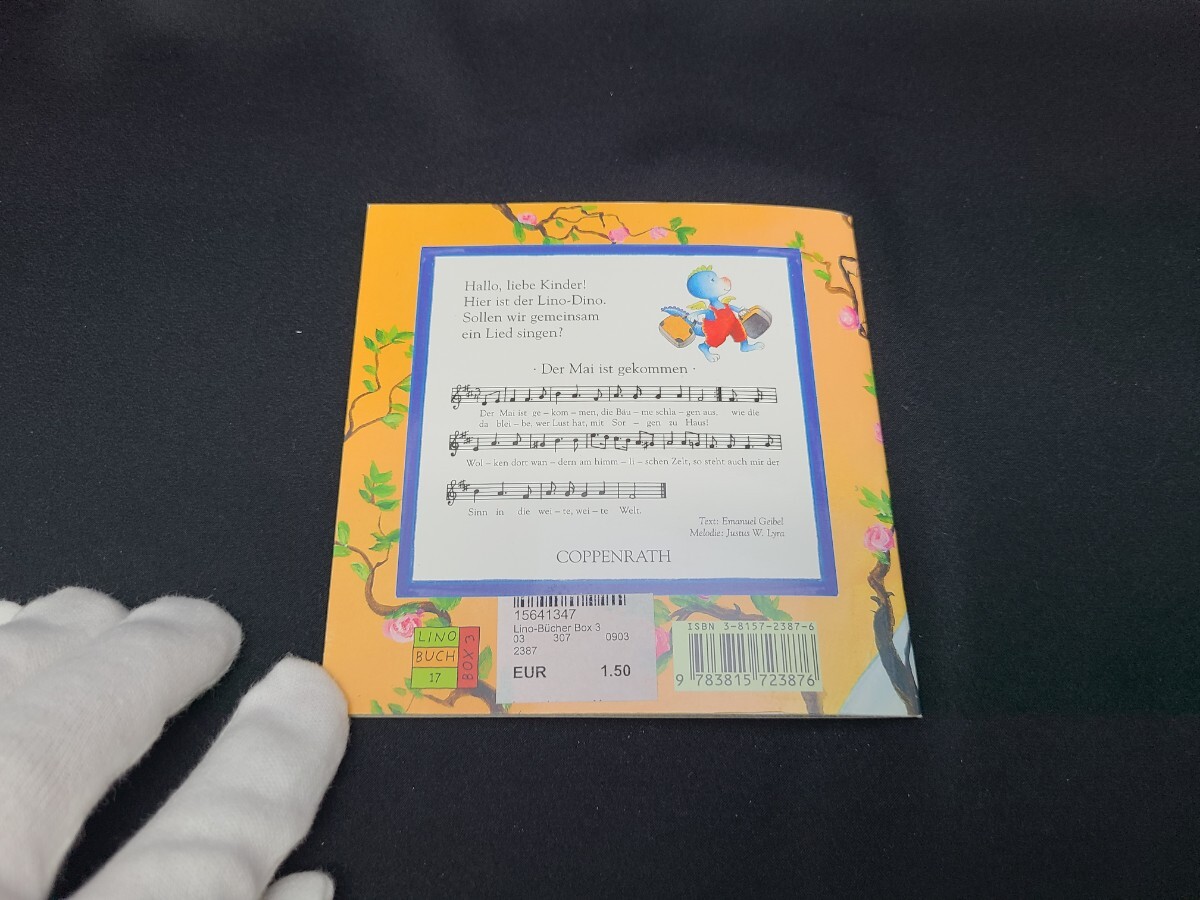 Hallo, liebe Kinder!
Hier ist der Lino-Dino.
Sollen wir gemeinsam
ein Lied singen?
· Der Mai ist gekommen ·
Der Mai ist ge – kom – men, die Bäu – me schla – gen aus, wie die
da blei – be, wer Lust hat, mit Sor – gen zu Haus!
Wol – ken dort wan – dern am himm – li – schen Zelt, so steht auch mir der
Sinn in die wei – te, wei – te Welt.
Text: Emanuel Geibel
Melodie: Justus W. Lyra
COPPENRATH
LINO
BUCH
17
BOX 3
15641347
Lino-Bücher Box 3
03 307 0903
2387
EUR 1.50
ISBN 3-8157-2387-6
9 783815 723876